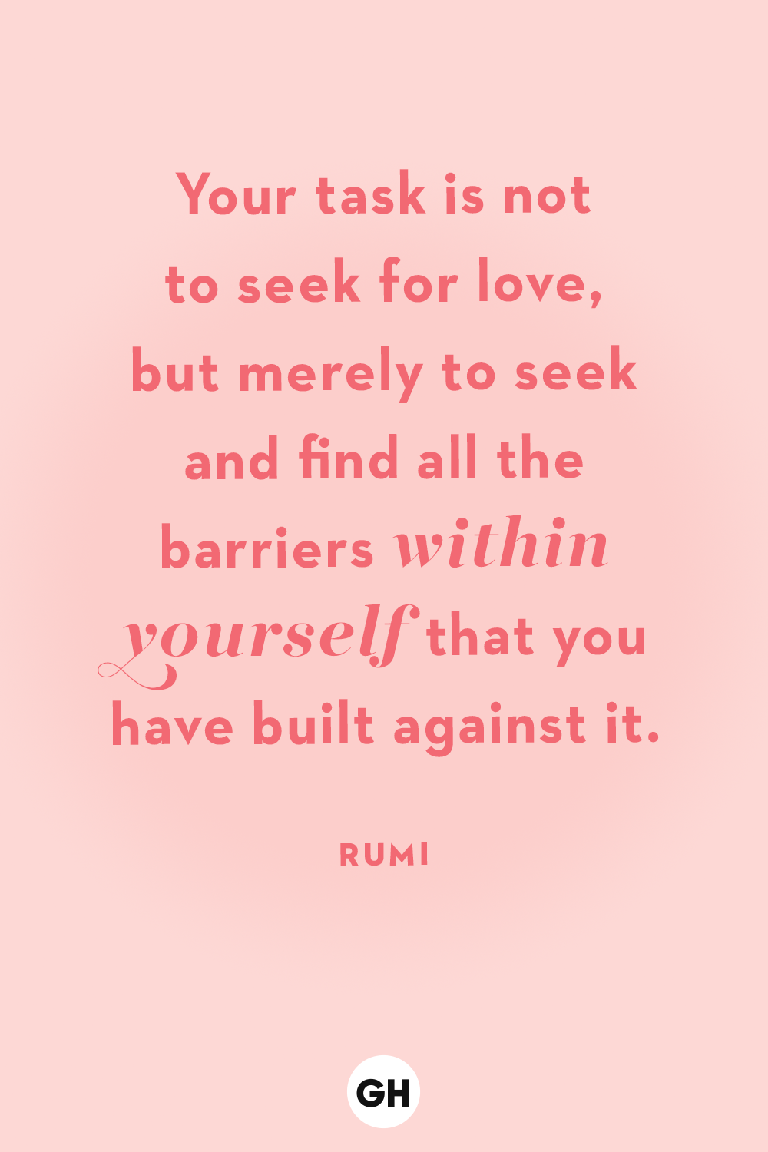 Your task is not
to seek for love,
but merely to seek
and find all the
barriers within
yourself that you
have built against it.
RUMI
GH